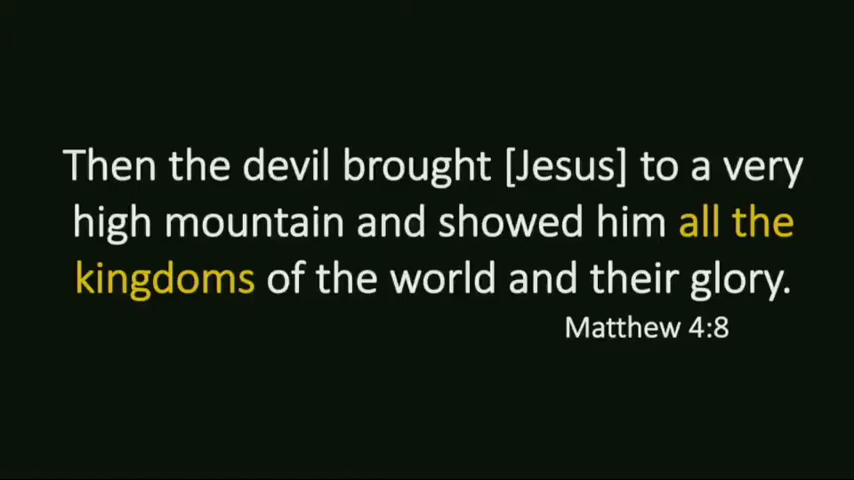 Then the devil brought [Jesus] to a very
high mountain and showed him all the
kingdoms of the world and their glory.
Matthew 4:8